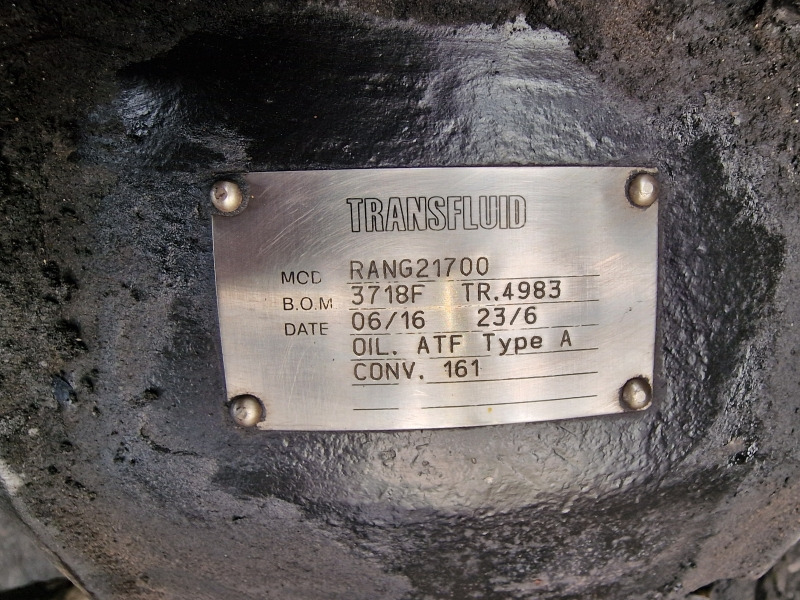 TRANSFLUID
MOD RANG21700
B.O.M 3718F TR.4983
DATE 06/16 23/6
OIL. ATF Type A
CONV. 161